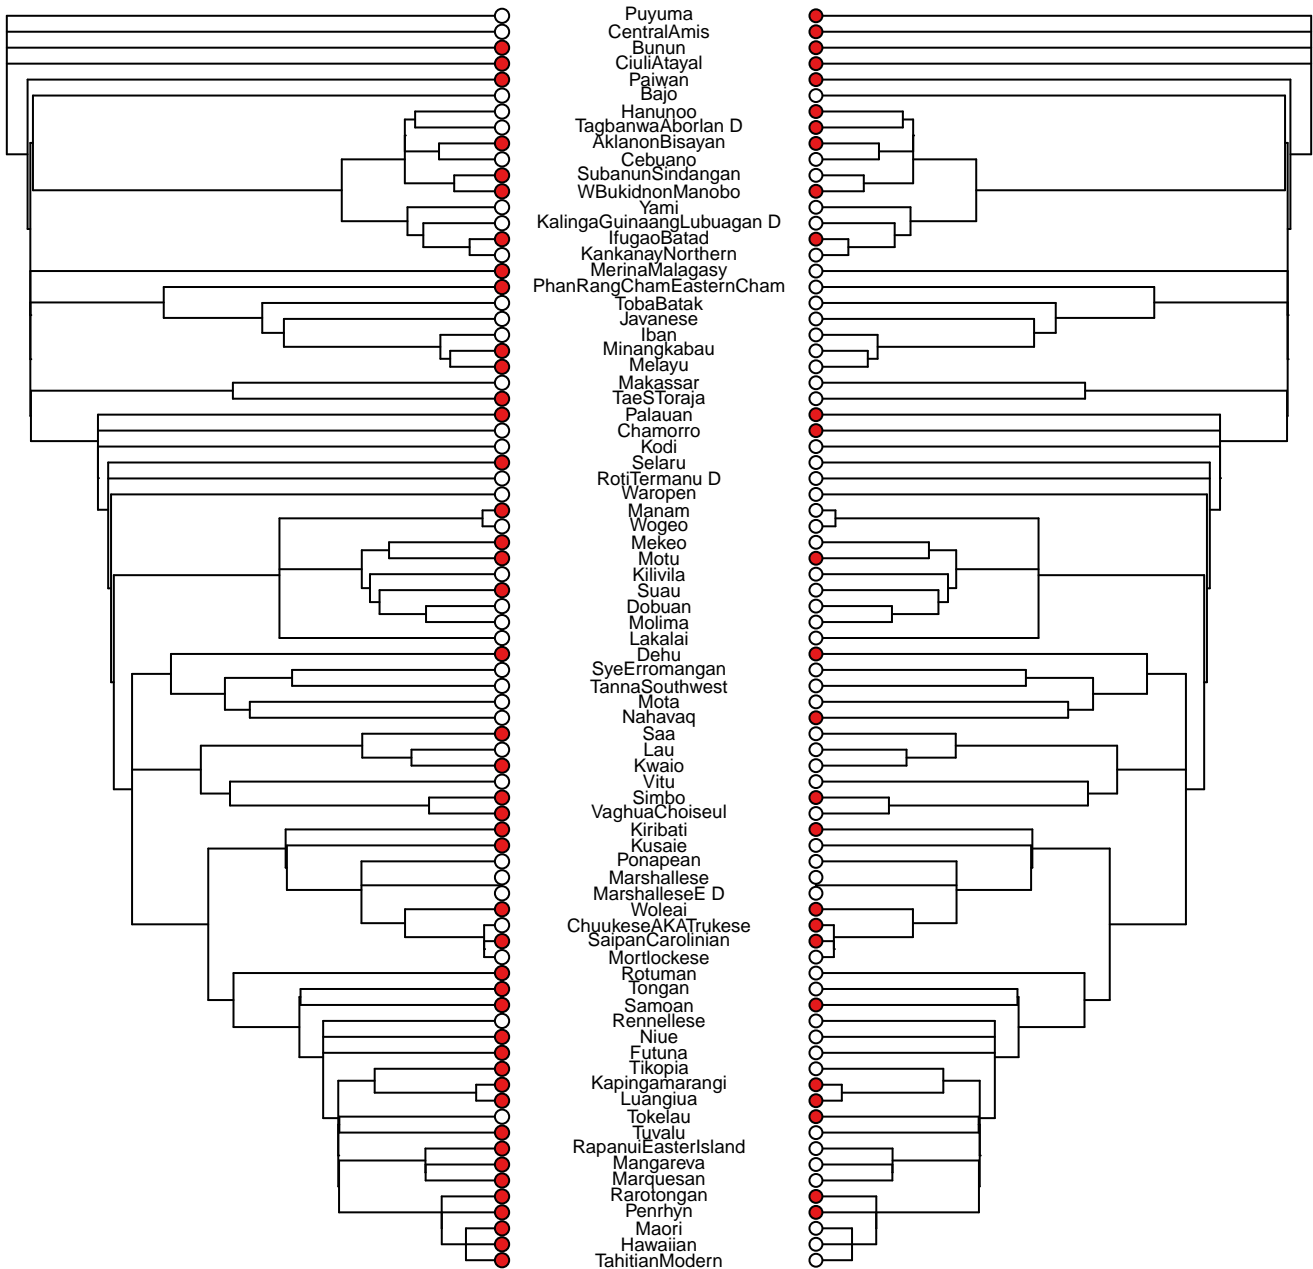 Puyuma
CentralAmis
Bunun
CiuliAtayal
Paiwan
Bajo
Hanunoo
TagbanwaAborlan D
AklanonBisayan
Cebuano
SubanunSindangan
WBukidnonManobo
Yami
KalingaGuinaangLubuagan D
IfugaoBatad
KankanayNorthern
MerinaMalagasy
PhanRangChamEasternCham
TobaBatak
Javanese
Iban
Minangkabau
Melayu
Makassar
TaeSToraja
Palauan
Chamorro
Kodi
Selaru
RotiTermanu D
Waropen
Manam
Wogeo
Mekeo
Motu
Kilivila
Suau
Dobuan
Molima
Lakalai
Dehu
SyeErromangan
TannaSouthwest
Mota
Nahavaq
Saa
Lau
Kwaio
Vitu
Simbo
VaghuaChoiseul
Kiribati
Kusaie
Ponapean
Marshallese
MarshalleseE D
Woleai
ChuukeseAKATrukese
SaipanCarolinian
Mortlockese
Rotuman
Tongan
Samoan
Rennellese
Niue
Futuna
Tikopia
Kapingamarangi
Luangiua
Tokelau
Tuvalu
RapanuiEasterIsland
Mangareva
Marquesan
Rarotongan
Penrhyn
Maori
Hawaiian
TahitianModern